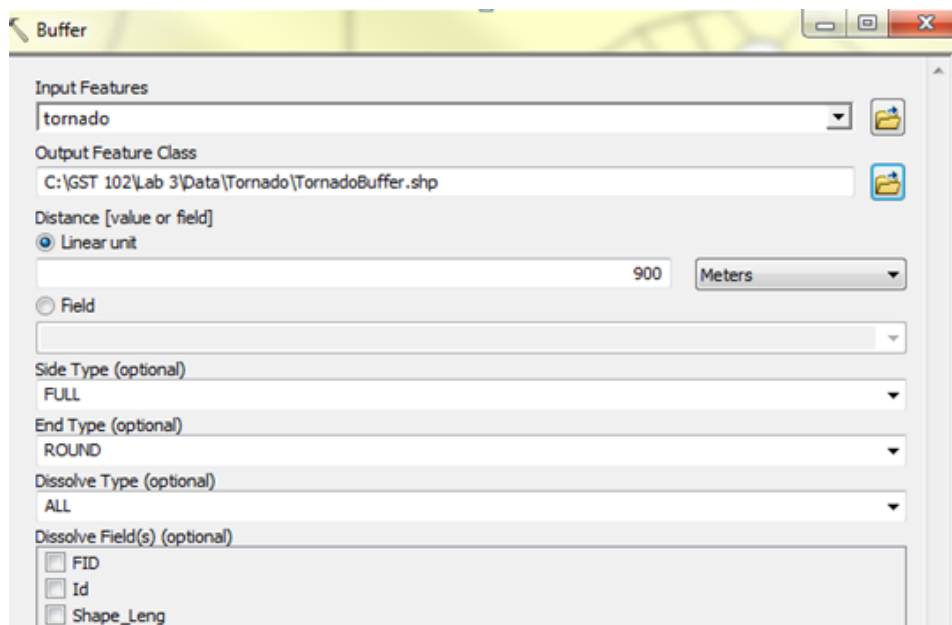 Buffer
Input Features
tornado
Output Feature Class
C:\GST 102\Lab 3\Data\Tornado\TornadoBuffer.shp
Distance [value or field]
Linear unit
900 Meters
Field
Side Type (optional)
FULL
End Type (optional)
ROUND
Dissolve Type (optional)
ALL
Dissolve Field(s) (optional)
FID
Id
Shape_Leng